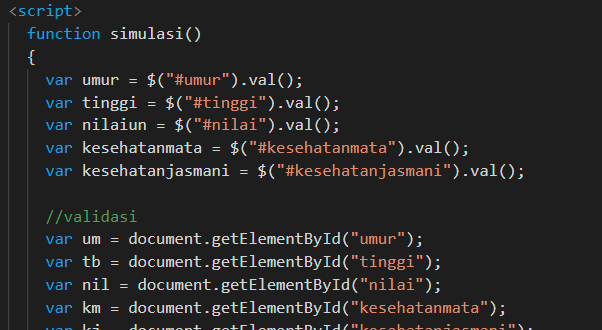 <script>
function simulasi()
{
var umur = $("#umur").val();
var tinggi = $("#tinggi").val();
var nilaiun = $("#nilai").val();
var kesehatanmata = $("#kesehatanmata").val();
var kesehatanjasmani = $("#kesehatanjasmani").val();
//validasi
var um = document.getElementById("umur");
var tb = document.getElementById("tinggi");
var nil = document.getElementById("nilai");
var km = document.getElementById("kesehatanmata");
var kj = document.getElementById("kesehatanjasmani");